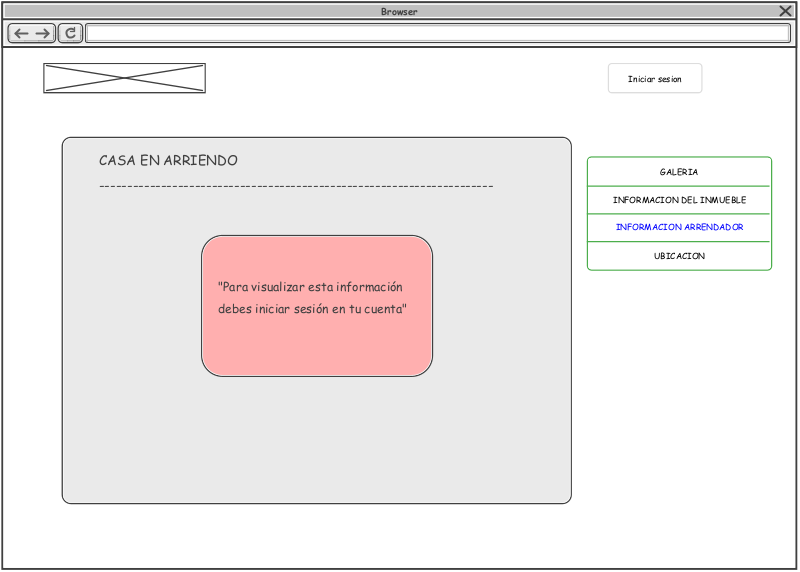 Browser
Iniciar sesion
CASA EN ARRIENDO
----------------------------------------------------------------------
GALERIA
INFORMACION DEL INMUEBLE
INFORMACION ARRENDADOR
UBICACION
"Para visualizar esta información
debes iniciar sesión en tu cuenta"